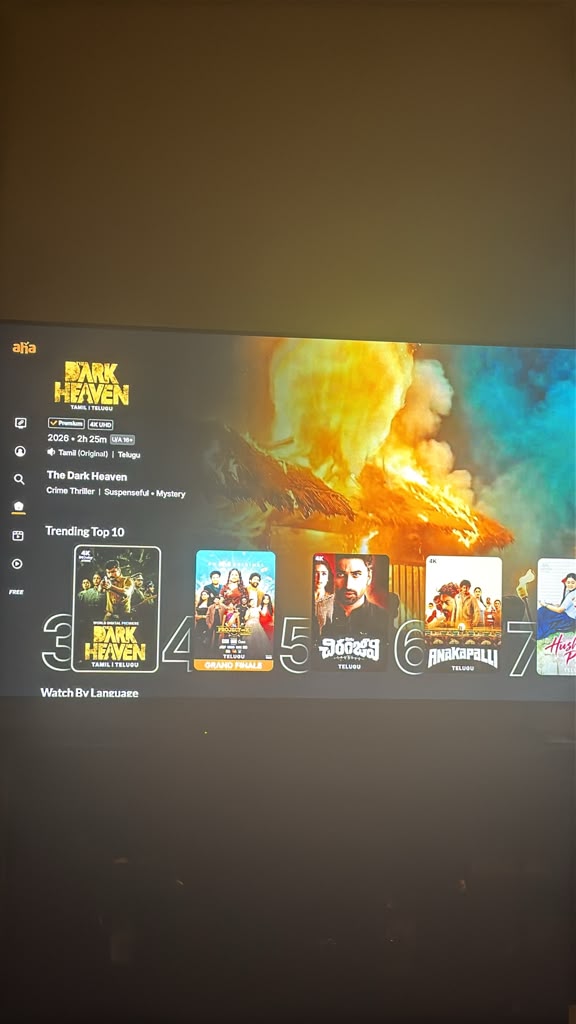 aha
DARK
HEAVEN
TAMIL | TELUGU
Premium 4K UHD
2026 • 2h 25m U/A 16+
Tamil (Original) | Telugu
The Dark Heaven
Crime Thriller | Suspenseful • Mystery
FREE
Trending Top 10
3
4K
WORLD DIGITAL PREMIERE
DARK
HEAVEN
TAMIL | TELUGU
4
TELUGU
GRAND FINALE
5
4K
చిరంజీవ
TELUGU
6
4K
ANAKAPALLI
TELUGU
7
Watch By Language